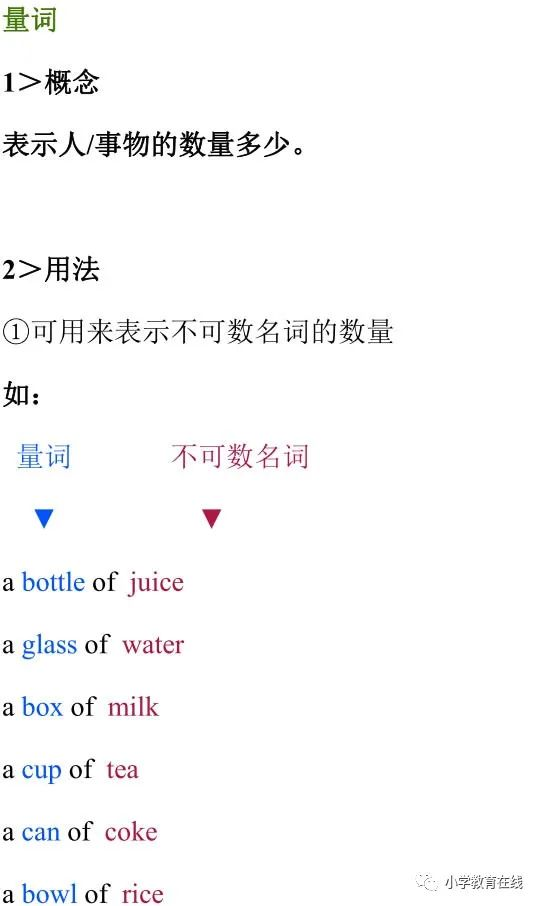 量词
1＞概念
表示人/事物的数量多少。
2＞用法
①可用来表示不可数名词的数量
如：
量词 不可数名词
▼ ▼
a bottle of juice
a glass of water
a box of milk
a cup of tea
a can of coke
a bowl of rice
小学教育在线